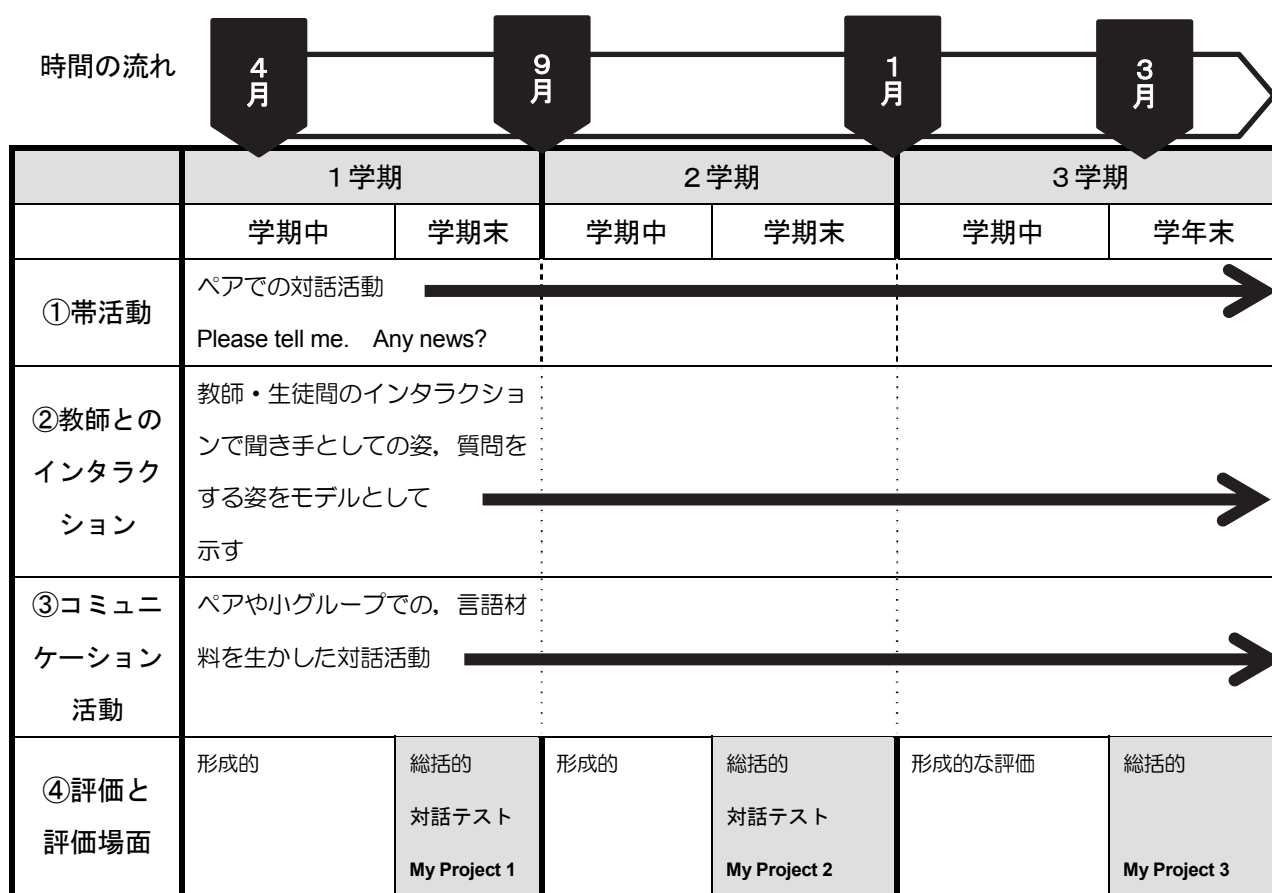 時間の流れ
4月
9月
1月
3月
1学期
2学期
3学期
学期中
学期末
学期中
学期末
学期中
学年末
①帯活動
ペアでの対話活動
Please tell me. Any news?
②教師との
インタラク
ション
教師・生徒間のインタラクショ
ンで聞き手としての姿，質問を
する姿をモデルとして
示す
③コミュニ
ケーション
活動
ペアや小グループでの，言語材
料を生かした対話活動
④評価と
評価場面
形成的
総括的
対話テスト
My Project 1
形成的
総括的
対話テスト
My Project 2
形成的な評価
総括的
My Project 3